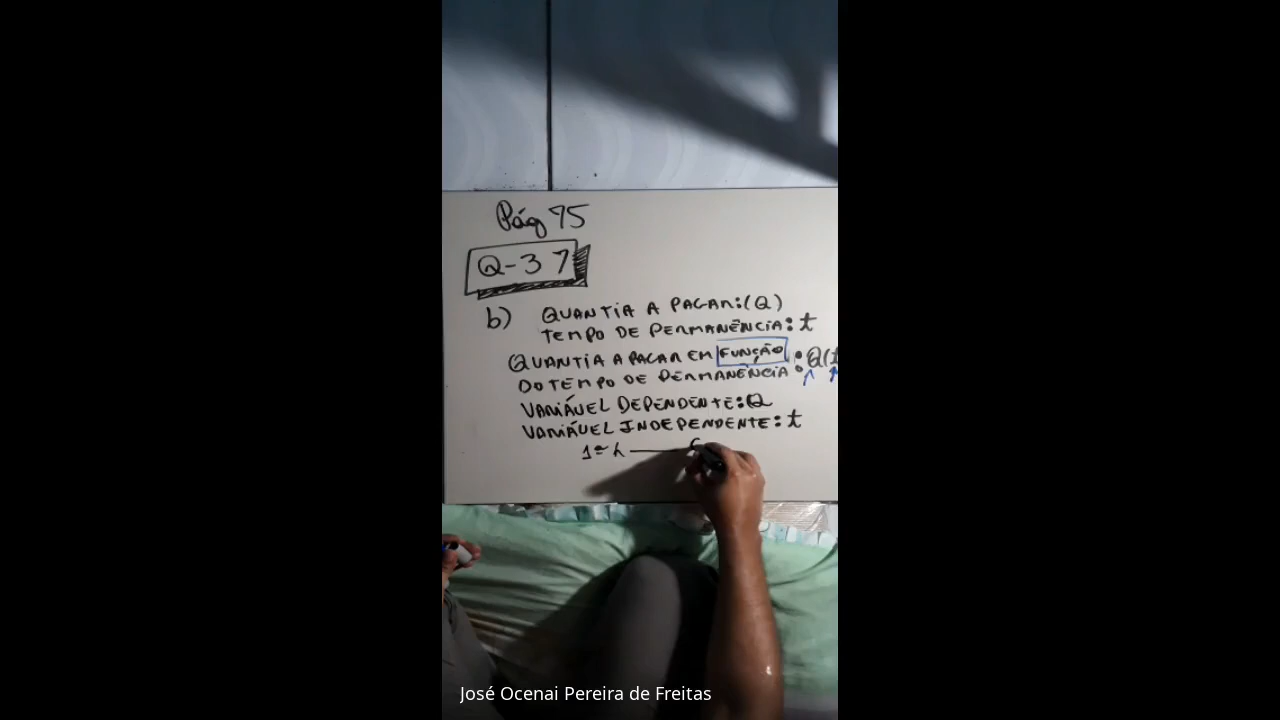 Pág 75
Q-37
b) QUANTIA A PAGAR:(Q)
TEMPO DE PERMANÊNCIA: t
QUANTIA A PAGAR EM FUNÇÃO
DO TEMPO DE PERMANÊNCIA: Q(t
VARIÁVEL DEPENDENTE: Q
VARIÁVEL INDEPENDENTE: t
1ª h
José Ocenai Pereira de Freitas